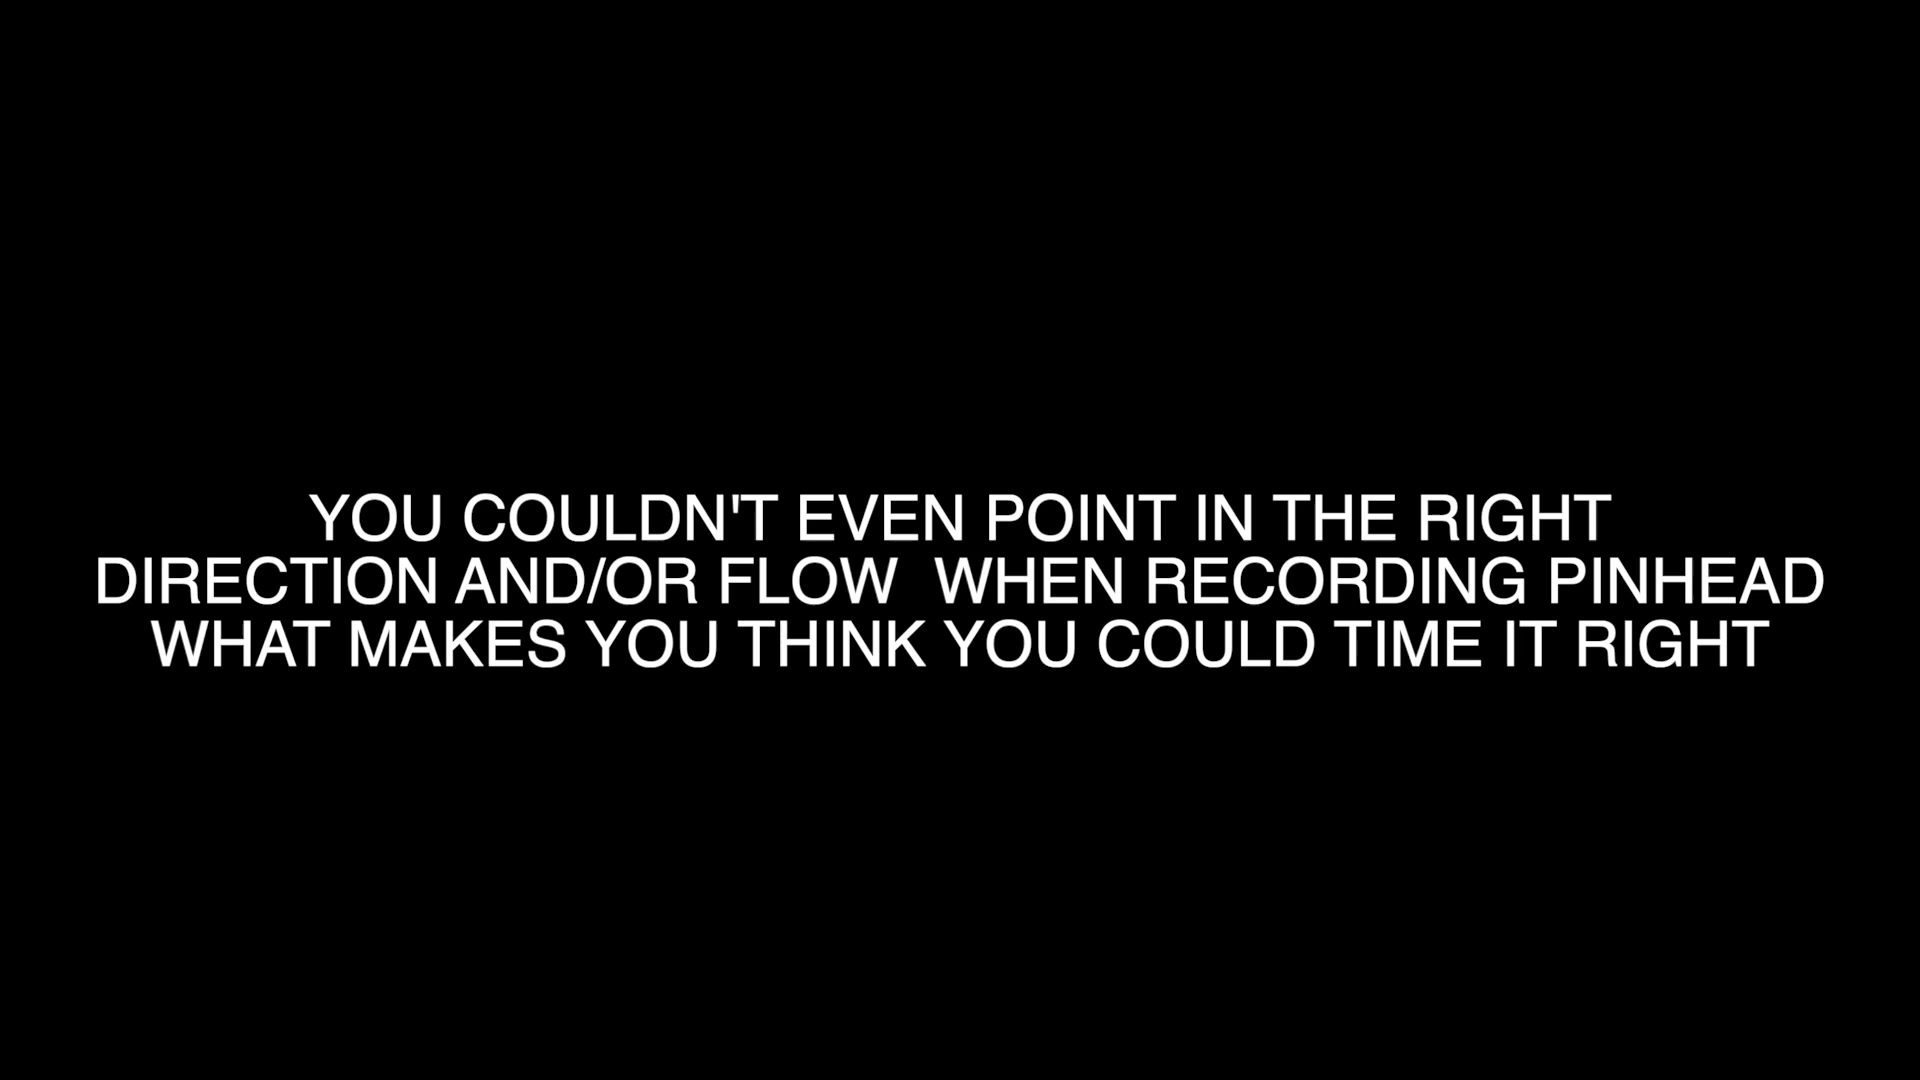 YOU COULDN'T EVEN POINT IN THE RIGHT
DIRECTION AND/OR FLOW  WHEN RECORDING PINHEAD
WHAT MAKES YOU THINK YOU COULD TIME IT RIGHT